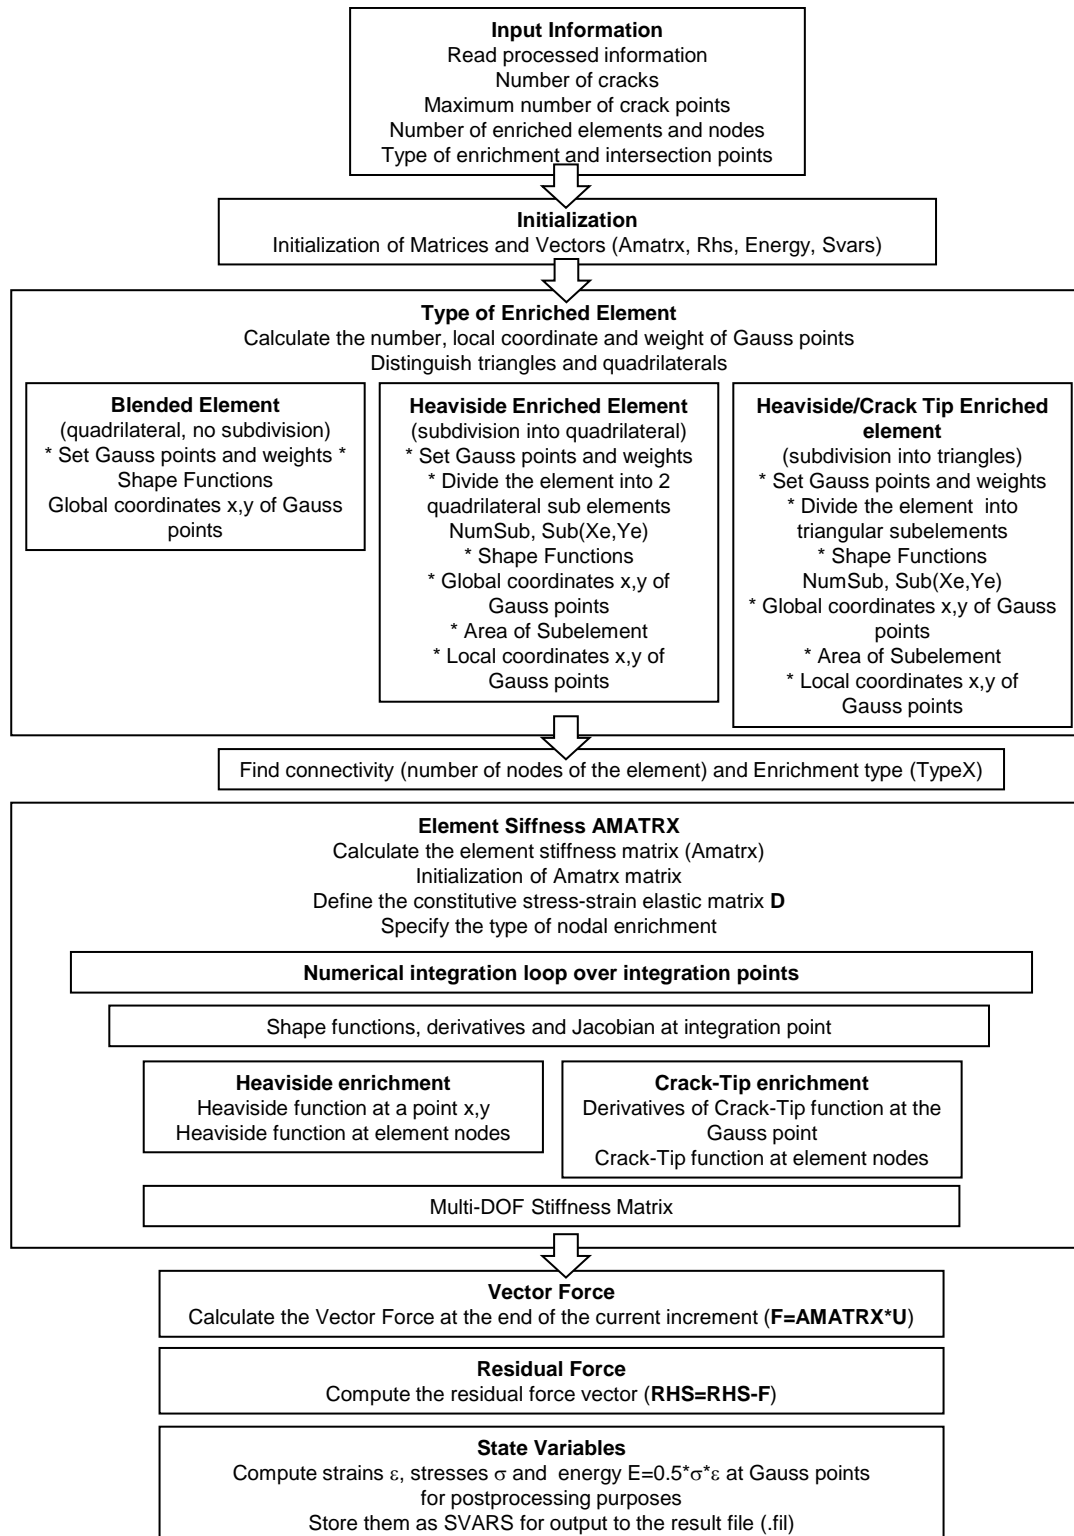 Input Information
Read processed information
Number of cracks
Maximum number of crack points
Number of enriched elements and nodes
Type of enrichment and intersection points
Initialization
Initialization of Matrices and Vectors (Amatrx, Rhs, Energy, Svars)
Type of Enriched Element
Calculate the number, local coordinate and weight of Gauss points
Distinguish triangles and quadrilaterals
Blended Element
(quadrilateral, no subdivision)
* Set Gauss points and weights *
Shape Functions
Global coordinates x,y of Gauss
points
Heaviside Enriched Element
(subdivision into quadrilateral)
* Set Gauss points and weights
* Divide the element into 2
quadrilateral sub elements
NumSub, Sub(Xe,Ye)
* Shape Functions
* Global coordinates x,y of
Gauss points
* Area of Subelement
* Local coordinates x,y of
Gauss points
Heaviside/Crack Tip Enriched
element
(subdivision into triangles)
* Set Gauss points and weights
* Divide the element into
triangular subelements
* Shape Functions
NumSub, Sub(Xe,Ye)
* Global coordinates x,y of Gauss
points
* Area of Subelement
* Local coordinates x,y of
Gauss points
Find connectivity (number of nodes of the element) and Enrichment type (TypeX)
Element Siffness AMATRX
Calculate the element stiffness matrix (Amatrx)
Initialization of Amatrx matrix
Define the constitutive stress-strain elastic matrix D
Specify the type of nodal enrichment
Numerical integration loop over integration points
Shape functions, derivatives and Jacobian at integration point
Heaviside enrichment
Heaviside function at a point x,y
Heaviside function at element nodes
Crack-Tip enrichment
Derivatives of Crack-Tip function at the
Gauss point
Crack-Tip function at element nodes
Multi-DOF Stiffness Matrix
Vector Force
Calculate the Vector Force at the end of the current increment (F=AMATRX*U)
Residual Force
Compute the residual force vector (RHS=RHS-F)
State Variables
Compute strains ε, stresses σ and energy E=0.5*σ*ε at Gauss points
for postprocessing purposes
Store them as SVARS for output to the result file (.fil)